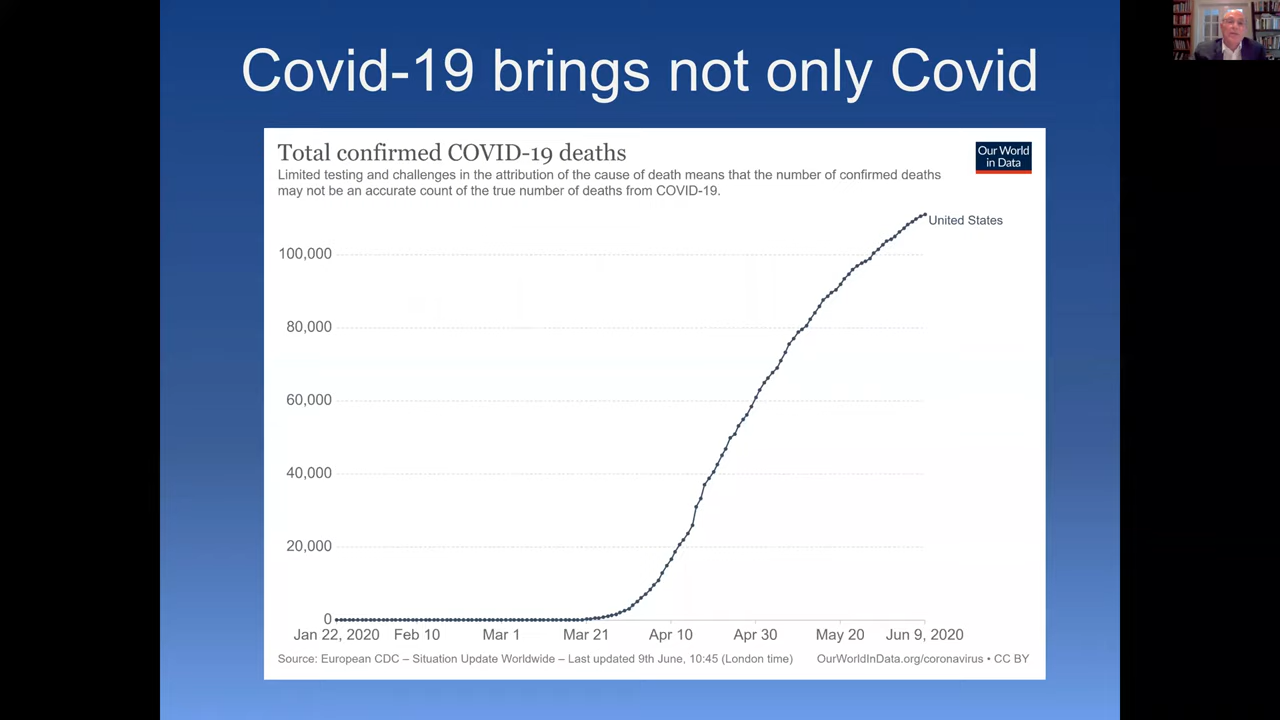 Covid-19 brings not only Covid
Total confirmed COVID-19 deaths
Limited testing and challenges in the attribution of the cause of death means that the number of confirmed deaths
may not be an accurate count of the true number of deaths from COVID-19.
Our World
in Data
United States
100,000
80,000
60,000
40,000
20,000
0
Jan 22, 2020 Feb 10 Mar 1 Mar 21 Apr 10 Apr 30 May 20 Jun 9, 2020
Source: European CDC – Situation Update Worldwide – Last updated 9th June, 10:45 (London time) OurWorldInData.org/coronavirus • CC BY